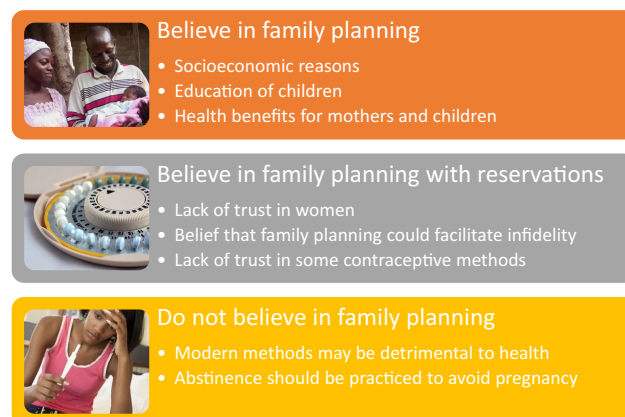 Believe in family planning
• Socioeconomic reasons
• Education of children
• Health benefits for mothers and children
Believe in family planning with reservations
• Lack of trust in women
• Belief that family planning could facilitate infidelity
• Lack of trust in some contraceptive methods
Do not believe in family planning
• Modern methods may be detrimental to health
• Abstinence should be practiced to avoid pregnancy